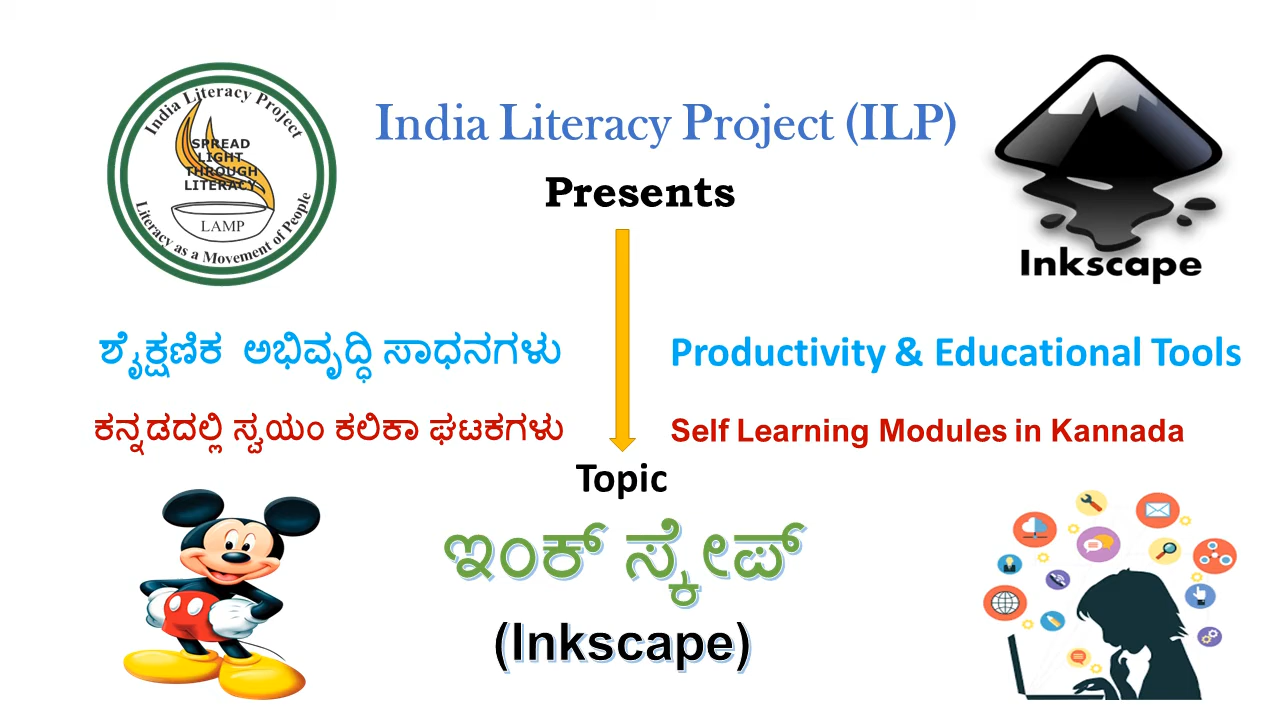 India Literacy Project
SPREAD
LIGHT
THROUGH
LITERACY
LAMP
Literacy as a Movement of People
India Literacy Project (ILP)
Presents
Inkscape
ಶೈಕ್ಷಣಿಕ ಅಭಿವೃದ್ಧಿ ಸಾಧನಗಳು
Productivity & Educational Tools
ಕನ್ನಡದಲ್ಲಿ ಸ್ವಯಂ ಕಲಿಕಾ ಘಟಕಗಳು
Self Learning Modules in Kannada
Topic
ಇಂಕ್ ಸ್ಕೇಪ್
(Inkscape)